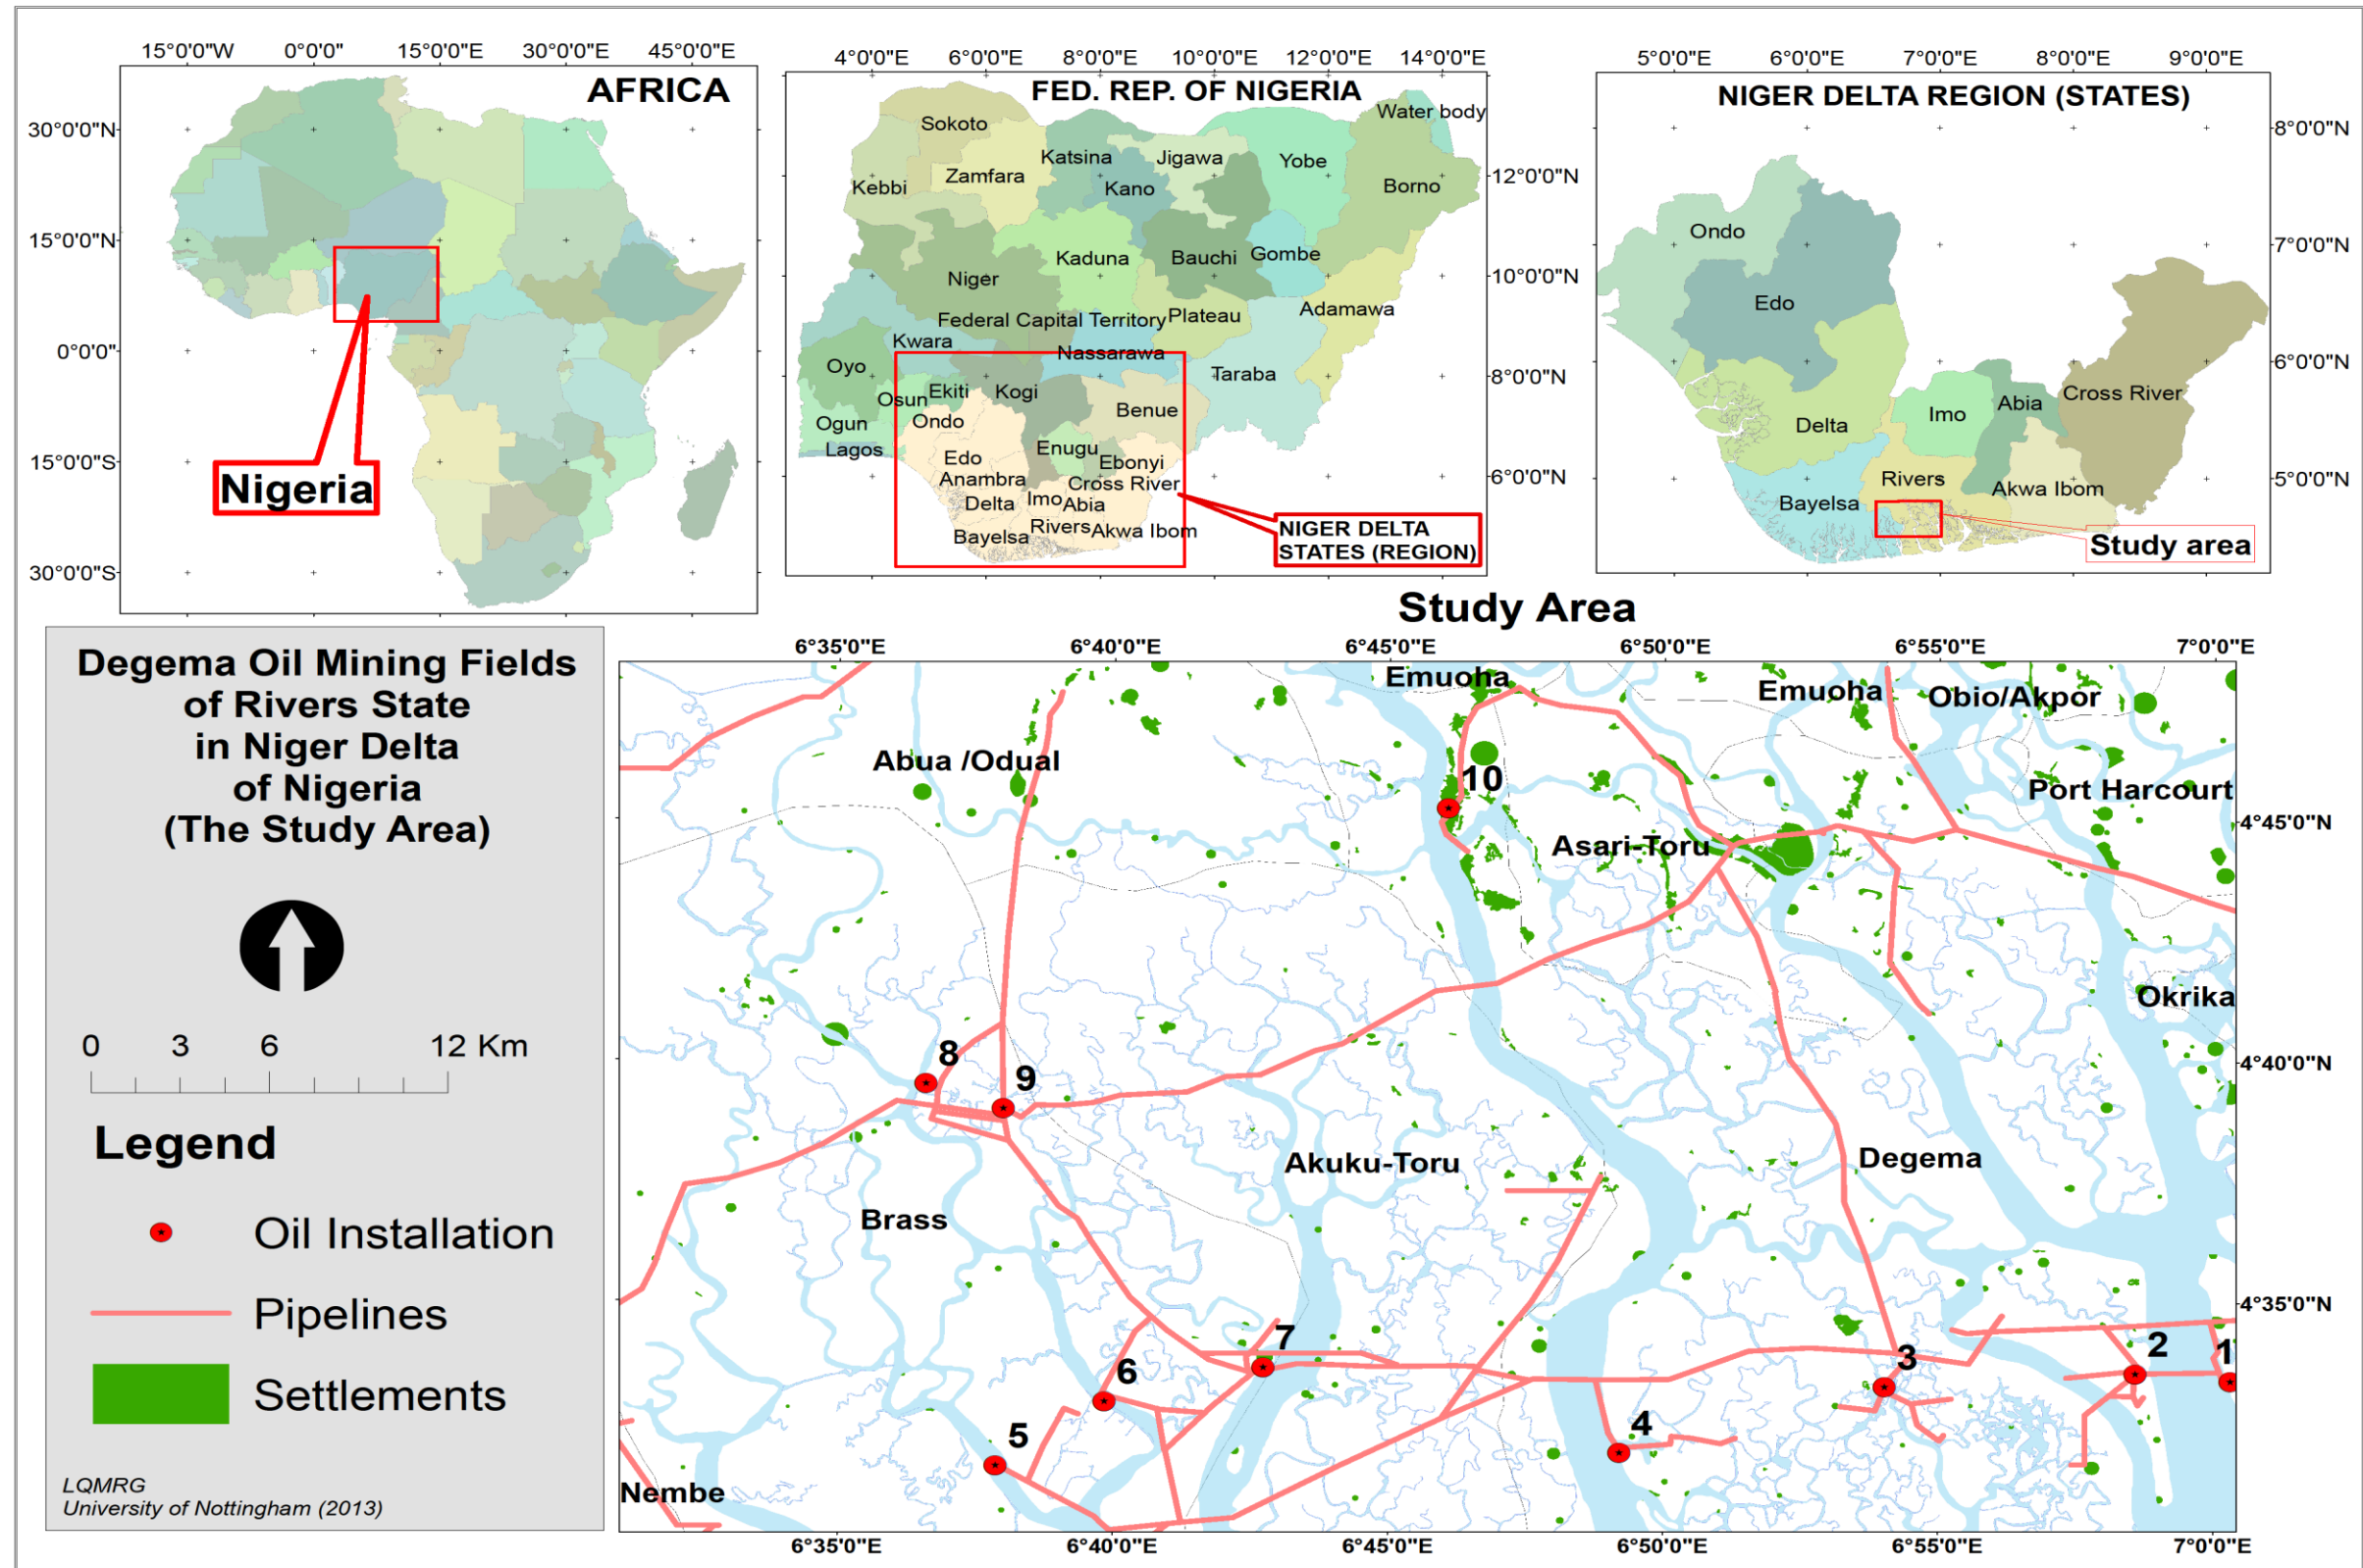 15°0'0"W 0°0'0" 15°0'0"E 30°0'0"E 45°0'0"E
AFRICA
30°0'0"N
15°0'0"N
0°0'0"
15°0'0"S
30°0'0"S
Nigeria
4°0'0"E 6°0'0"E 8°0'0"E 10°0'0"E 12°0'0"E 14°0'0"E
FED. REP. OF NIGERIA
Water body
Sokoto
Katsina
Jigawa
Yobe
Zamfara
Kebbi
Kano
Borno
12°0'0"N
Kaduna
Bauchi
Gombe
Niger
10°0'0"N
Adamawa
Federal Capital Territory
Plateau
Kwara
Nassarawa
Oyo
Taraba
8°0'0"N
Osun
Ekiti
Kogi
Benue
Ogun
Ondo
Lagos
Enugu
Edo
Ebonyi
Anambra
Cross River
6°0'0"N
Delta
Imo
Abia
Rivers
Akwa Ibom
Bayelsa
NIGER DELTA
STATES (REGION)
5°0'0"E 6°0'0"E 7°0'0"E 8°0'0"E 9°0'0"E
NIGER DELTA REGION (STATES)
8°0'0"N
Ondo
7°0'0"N
Edo
6°0'0"N
Cross River
Abia
Imo
Delta
Rivers
5°0'0"N
Akwa Ibom
Bayelsa
Study area
Degema Oil Mining Fields
of Rivers State
in Niger Delta
of Nigeria
(The Study Area)
0 3 6 12 Km
Legend
Oil Installation
Pipelines
Settlements
LQMRG
University of Nottingham (2013)
Study Area
6°35'0"E 6°40'0"E 6°45'0"E 6°50'0"E 6°55'0"E 7°0'0"E
Emuoha
Emuoha
Obio/Akpor
Abua /Odual
10
Port Harcourt
4°45'0"N
Asari-Toru
Okrika
8
9
4°40'0"N
Akuku-Toru
Degema
Brass
4°35'0"N
7
2
1
3
6
4
5
Nembe
6°35'0"E 6°40'0"E 6°45'0"E 6°50'0"E 6°55'0"E 7°0'0"E